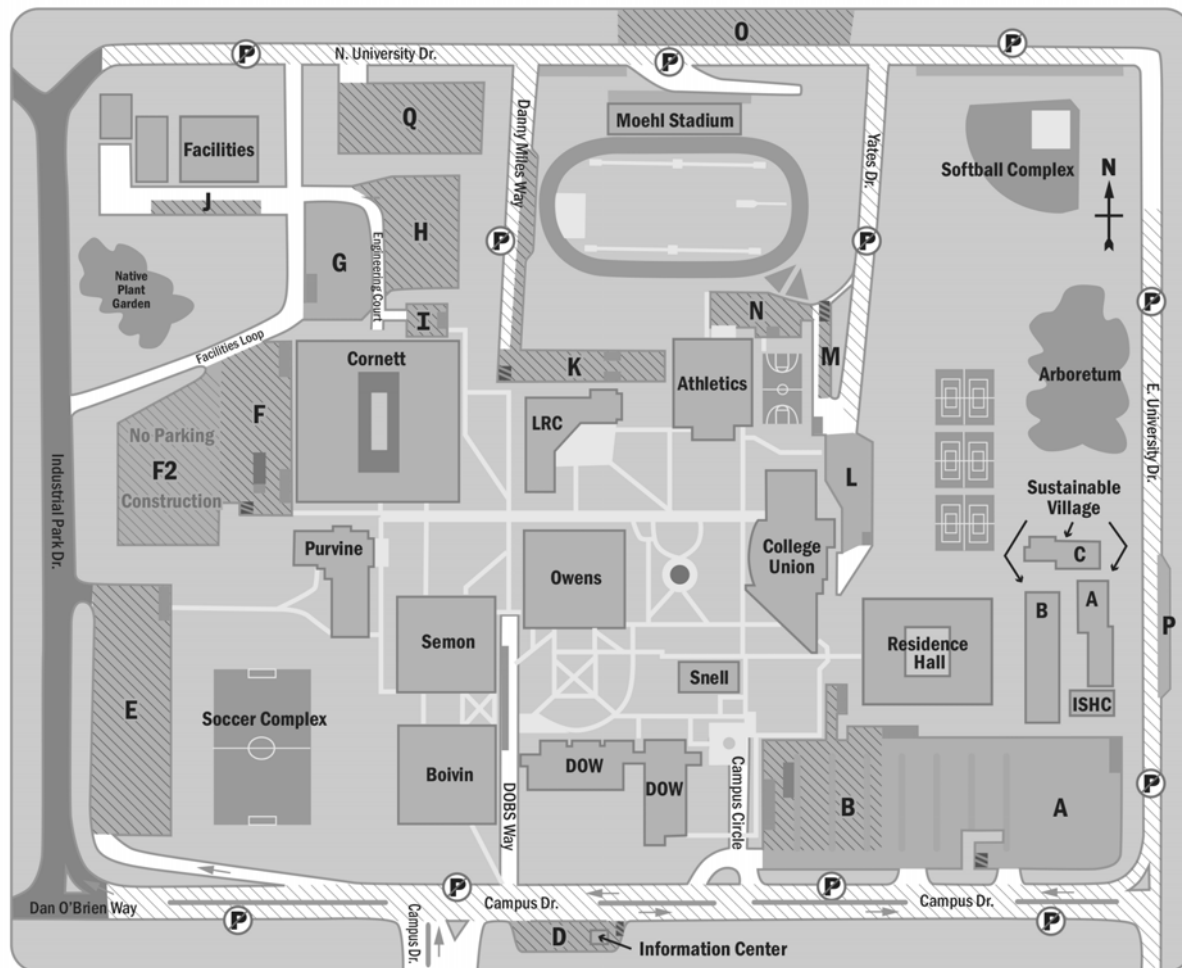 O
P
P
P
N. University Dr.
Q
Danny Miles Way
Moehl Stadium
Yates Dr.
Facilities
Softball Complex
N
J
H
P
P
G
Engineering Court
Native
Plant
Garden
P
I
N
M
Facilities Loop
Cornett
K
Athletics
Arboretum
E. University Dr.
LRC
F
No Parking
F2
Construction
Industrial Park Dr.
L
Sustainable
Village
C
College
Union
Purvine
Owens
B
A
P
Semon
Residence
Hall
Snell
ISHC
E
Soccer Complex
Boivin
DOW
DOW
DOBS Way
Campus Circle
B
A
P
P
P
Dan O'Brien Way
Campus Dr.
Campus Dr.
P
Campus Dr.
P
D
Information Center